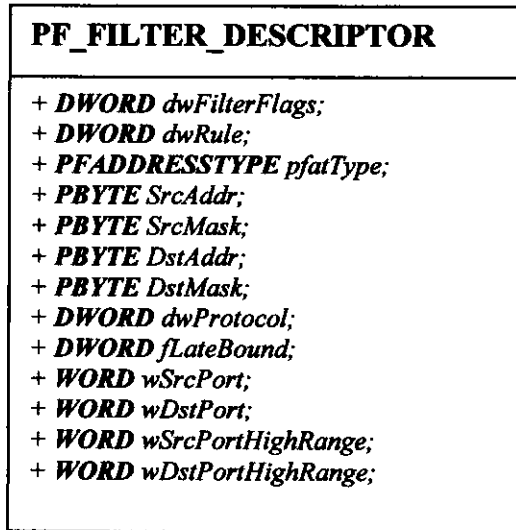 PF_FILTER_DESCRIPTOR
+ DWORD dwFilterFlags;
+ DWORD dwRule;
+ PFADDRESSTYPE pfatType;
+ PBYTE SrcAddr;
+ PBYTE SrcMask;
+ PBYTE DstAddr;
+ PBYTE DstMask;
+ DWORD dwProtocol;
+ DWORD fLateBound;
+ WORD wSrcPort;
+ WORD wDstPort;
+ WORD wSrcPortHighRange;
+ WORD wDstPortHighRange;